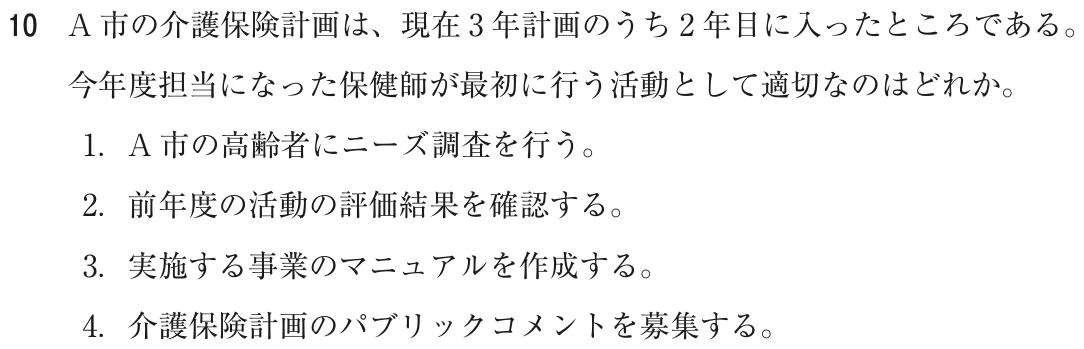 10 A市の介護保険計画は、現在3年計画のうち2年目に入ったところである。
今年度担当になった保健師が最初に行う活動として適切なのはどれか。
1. A市の高齢者にニーズ調査を行う。
2. 前年度の活動の評価結果を確認する。
3. 実施する事業のマニュアルを作成する。
4. 介護保険計画のパブリックコメントを募集する。